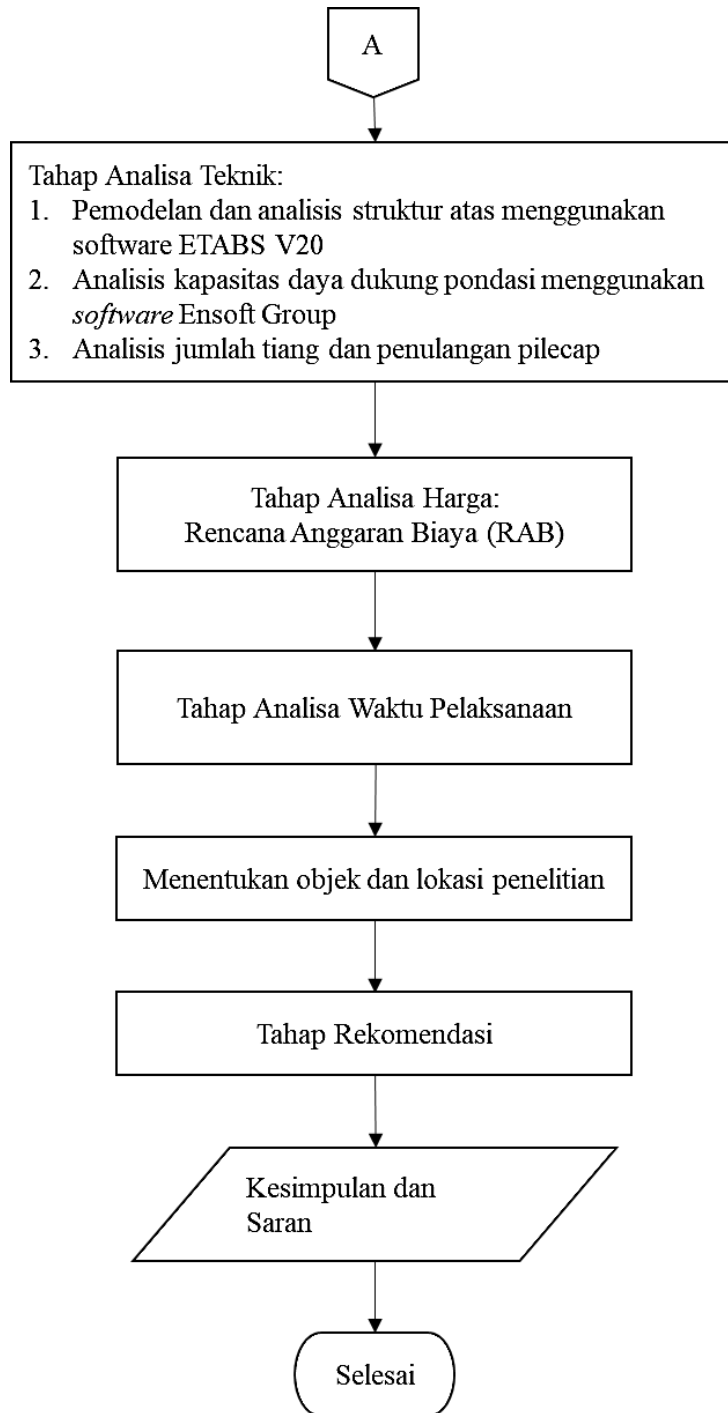 A
Tahap Analisa Teknik:
1. Pemodelan dan analisis struktur atas menggunakan
software ETABS V20
2. Analisis kapasitas daya dukung pondasi menggunakan
software Ensoft Group
3. Analisis jumlah tiang dan penulangan pilecap
Tahap Analisa Harga:
Rencana Anggaran Biaya (RAB)
Tahap Analisa Waktu Pelaksanaan
Menentukan objek dan lokasi penelitian
Tahap Rekomendasi
Kesimpulan dan
Saran
Selesai